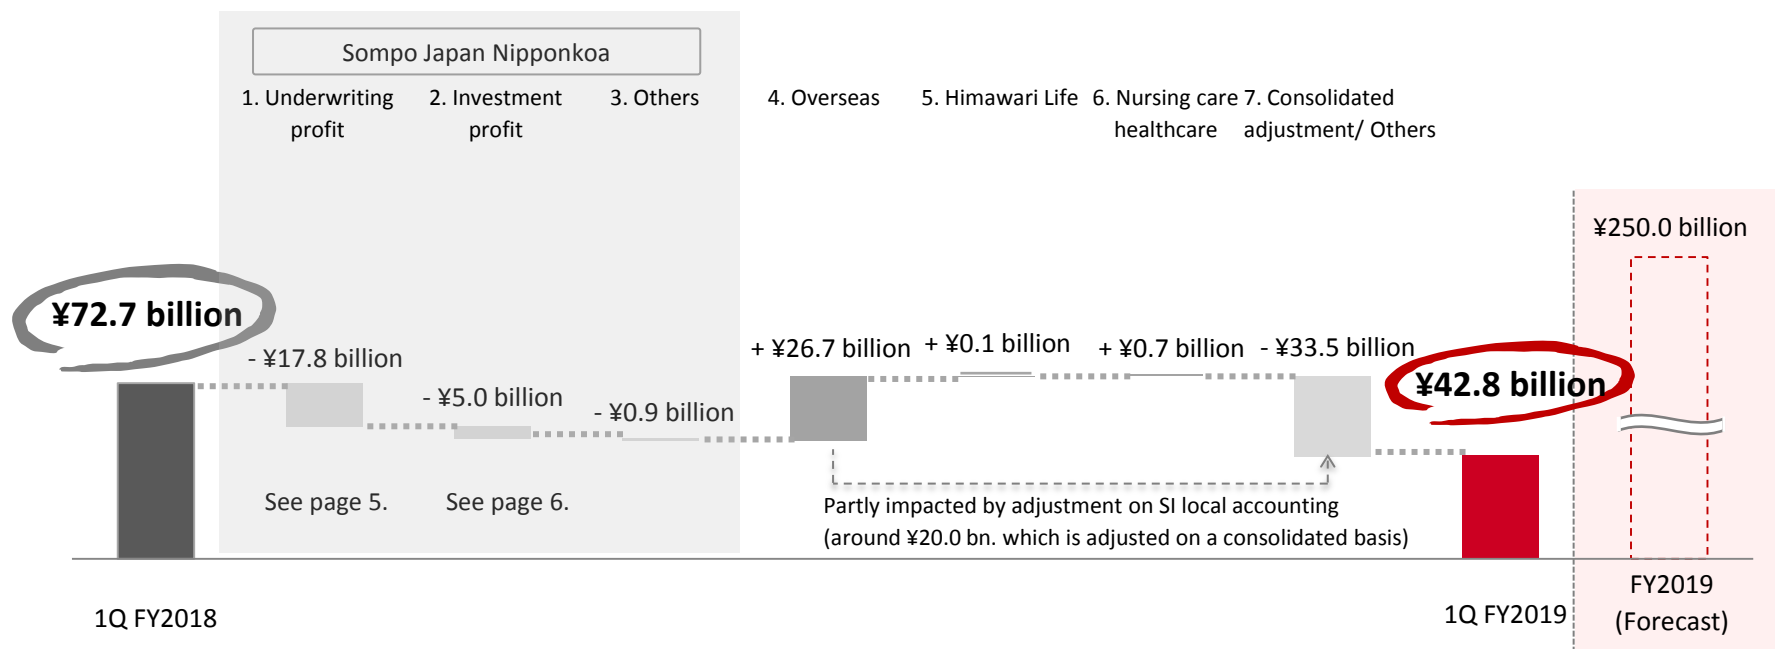 Sompo Japan Nipponkoa
1. Underwriting
profit
2. Investment
profit
3. Others
4. Overseas
5. Himawari Life
6. Nursing care
healthcare
7. Consolidated
adjustment/ Others
¥250.0 billion
¥72.7 billion
- ¥17.8 billion
- ¥5.0 billion
- ¥0.9 billion
+ ¥26.7 billion
+ ¥0.1 billion
+ ¥0.7 billion
- ¥33.5 billion
¥42.8 billion
See page 5.
See page 6.
Partly impacted by adjustment on SI local accounting
(around ¥20.0 bn. which is adjusted on a consolidated basis)
1Q FY2018
1Q FY2019
FY2019
(Forecast)